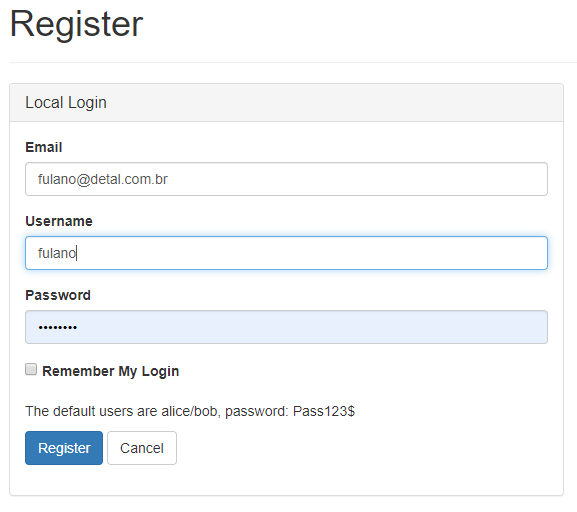 Register
Local Login
Email
fulano@detal.com.br
Username
fulano
Password
••••••••
Remember My Login
The default users are alice/bob, password: Pass123$
Register Cancel